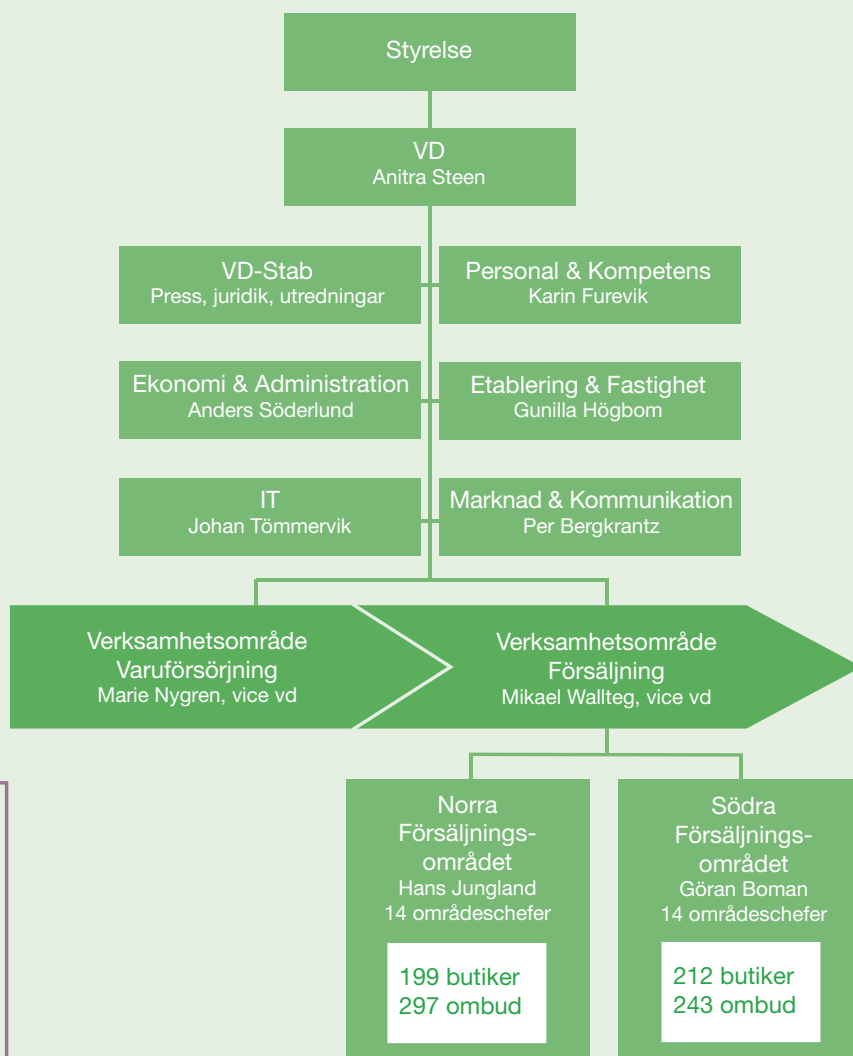 Styrelse
VD
Anitra Steen
VD-Stab
Press, juridik, utredningar
Personal & Kompetens
Karin Furevik
Ekonomi & Administration
Anders Söderlund
Etablering & Fastighet
Gunilla Högbom
IT
Johan Tömmervik
Marknad & Kommunikation
Per Bergkrantz
Verksamhetsområde
Varuförsörjning
Marie Nygren, vice vd
Verksamhetsområde
Försäljning
Mikael Wallteg, vice vd
Norra
Försäljnings-
området
Hans Jungland
14 områdeschefer
199 butiker
297 ombud
Södra
Försäljnings-
området
Göran Boman
14 områdeschefer
212 butiker
243 ombud